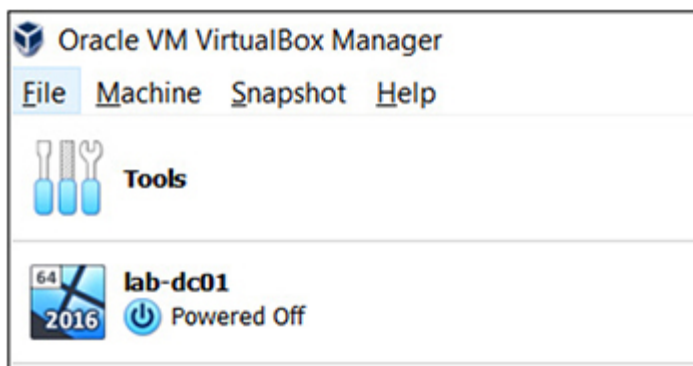 Oracle VM VirtualBox Manager
File Machine Snapshot Help
Tools
64
2016
lab-dc01
Powered Off